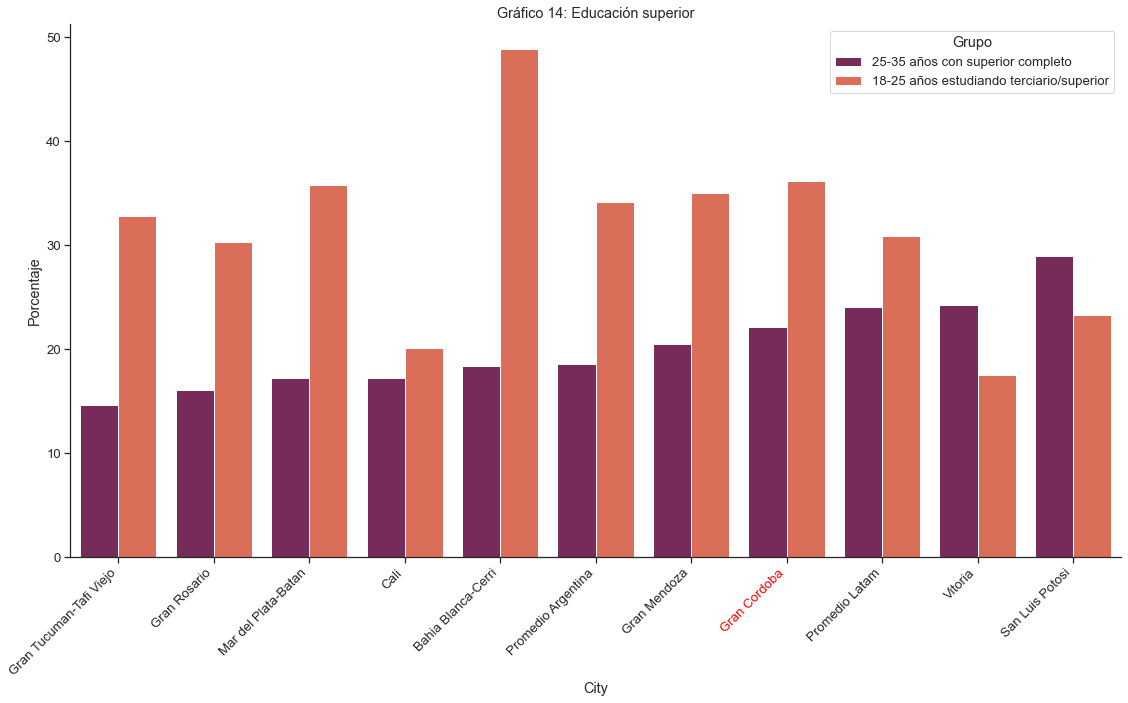 Gráfico 14: Educación superior
Grupo
25-35 años con superior completo
18-25 años estudiando terciario/superior
Porcentaje
50
40
30
20
10
0
Gran Tucuman-Tafi Viejo
Gran Rosario
Mar del Plata-Batan
Cali
Bahia Blanca-Cerri
Promedio Argentina
Gran Mendoza
Gran Cordoba
Promedio Latam
Vitoria
San Luis Potosi
City